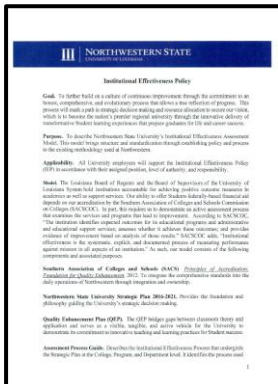 NORTHWESTERN STATE
UNIVERSITY OF LOUISIANA
Institutional Effectiveness Policy
Goal. To further build on a culture of continuous improvement through the commitment to an
honest, comprehensive, and evolutionary process that allows a true reflection of progress. This
process will mark a path to strategic decision making and resource allocation to secure our vision,
which is to become the nation's premier regional university through the innovative delivery of
transformative Student learning experiences that prepare graduates for life and career success.
Purpose. To describe Northwestern State University's Institutional Effectiveness Assessment
Model. This model brings structure and standardization through establishing policy and process
to the existing methodology used at Northwestern.
Applicability. All University employees will support the Institutional Effectiveness Policy
(IEP) in accordance with their assigned position, level of authority, and responsibility.
Model. The Louisiana Board of Regents and the Board of Supervisors of the University of
Louisiana System hold institutions accountable for achieving positive outcome measures in
academics as well as support services. Our ability to offer Students federally-based financial aid
depends on our accreditation by the Southern Association of Colleges and Schools Commission
on Colleges (SACSCOC). In part, this requires us to demonstrate an active assessment process
that examines the services and programs that lead to improvement. According to SACSCOC,
"The institution identifies expected outcomes for its educational programs and administrative
and educational support services; assesses whether it achieves these outcomes; and provides
evidence of improvement based on analysis of those results." SACSCOC adds, "Institutional
effectiveness is the systematic, explicit, and documented process of measuring performance
against mission in all aspects of an institution." As such, our model consists of the following
components and associated purposes.
Southern Association of Colleges and Schools (SACS) Principles of Accreditation:
Foundation for Quality Enhancement 2012. To integrate the comprehensive standards into the
daily operations of Northwestern through integration and ownership.
Northwestern State University Strategic Plan 2016-2021. Provides the foundation and
philosophy guiding the University's strategic decision making.
Quality Enhancement Plan (QEP). The QEP bridges gaps between classroom theory and
application and serves as a visible, tangible, and active vehicle for the University to
demonstrate its commitment to innovative teaching and learning practices for Student success.
Assessment Process Guide. Describes the Institutional Effectiveness Process that undergirds
the Strategic Plan at the College, Program, and Department level. It identifies the process used
1